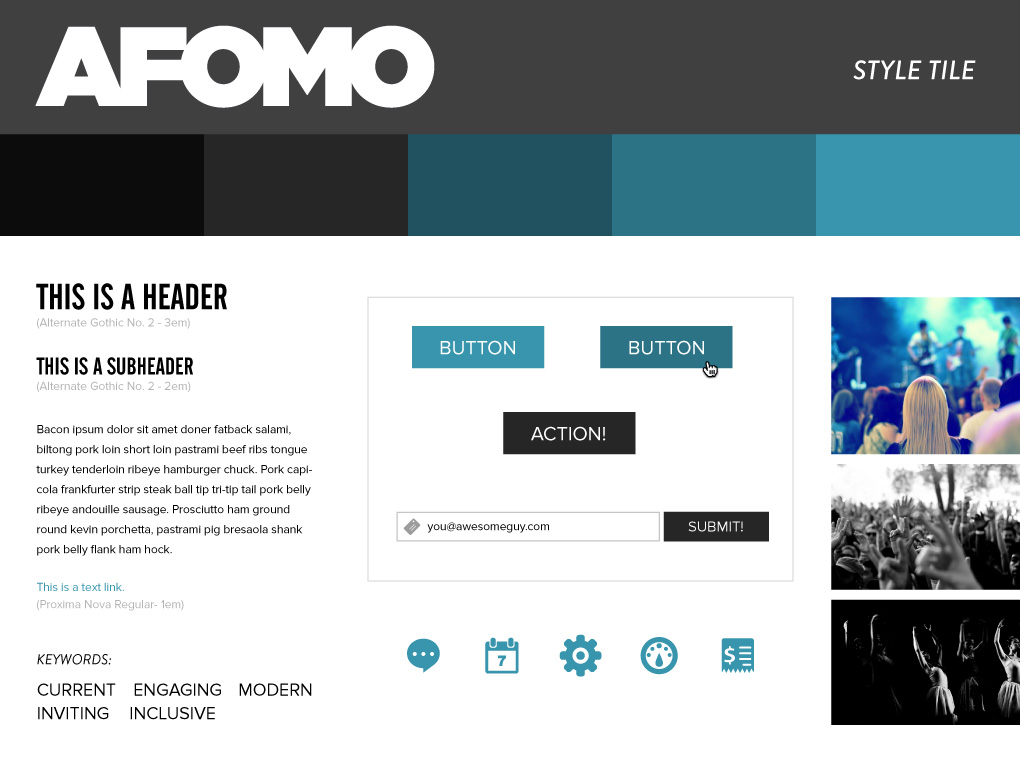 AFOMO
STYLE TILE
THIS IS A HEADER
(Alternate Gothic No. 2 - 3em)
THIS IS A SUBHEADER
(Alternate Gothic No. 2 - 2em)
Bacon ipsum dolor sit amet doner fatback salami,
biltong pork loin short loin pastrami beef ribs tongue
turkey tenderloin ribeye hamburger chuck. Pork capi-
cola frankfurter strip steak ball tip tri-tip tail pork belly
ribeye andouille sausage. Prosciutto ham ground
round kevin porchetta, pastrami pig bresaola shank
pork belly flank ham hock.
This is a text link.
(Proxima Nova Regular- 1em)
KEYWORDS:
CURRENT ENGAGING MODERN
INVITING INCLUSIVE
BUTTON
BUTTON
ACTION!
you@awesomeguy.com
SUBMIT!
7
$